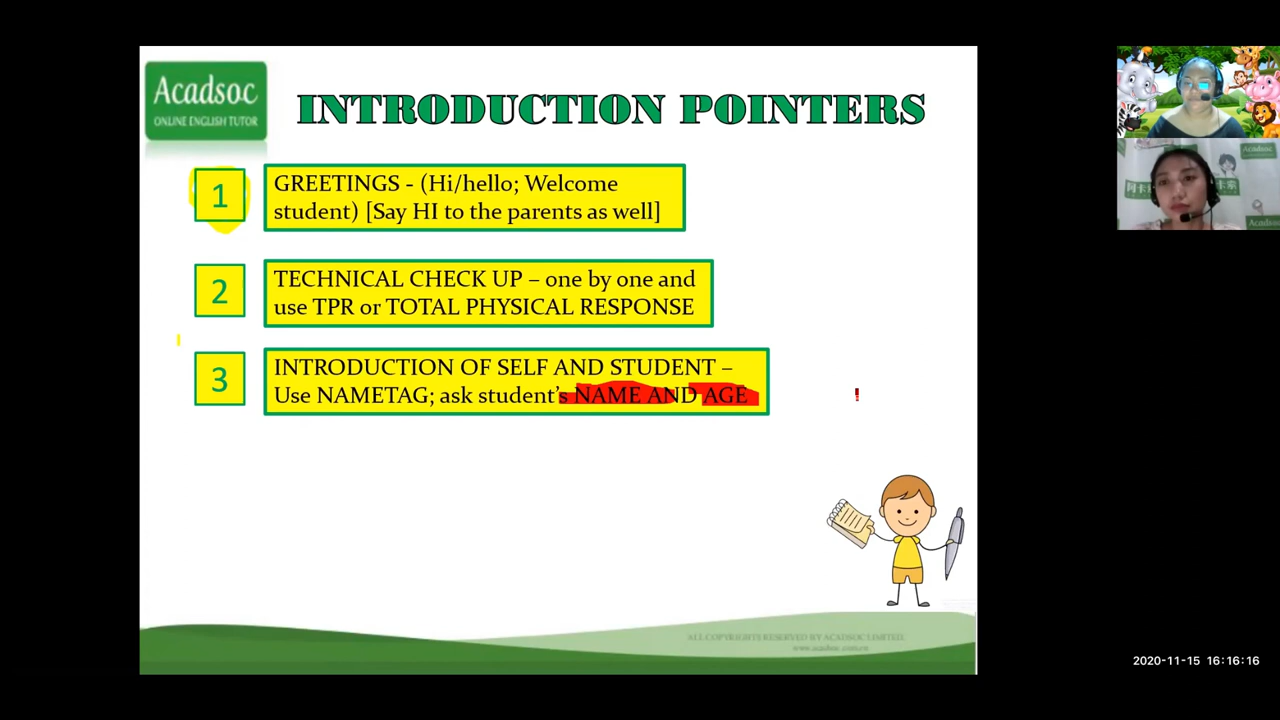 Acadsoc
ONLINE ENGLISH TUTOR
INTRODUCTION POINTERS
1
GREETINGS - (Hi/hello; Welcome
student) [Say HI to the parents as well]
2
TECHNICAL CHECK UP – one by one and
use TPR or TOTAL PHYSICAL RESPONSE
3
INTRODUCTION OF SELF AND STUDENT –
Use NAMETAG; ask student's NAME AND AGE
!
ALL COPYRIGHTS RESERVED BY ACADSOC LIMITED
www.acadsoc.com.cn
Acadsoc
Acadsoc
2020-11-15 16:16:16